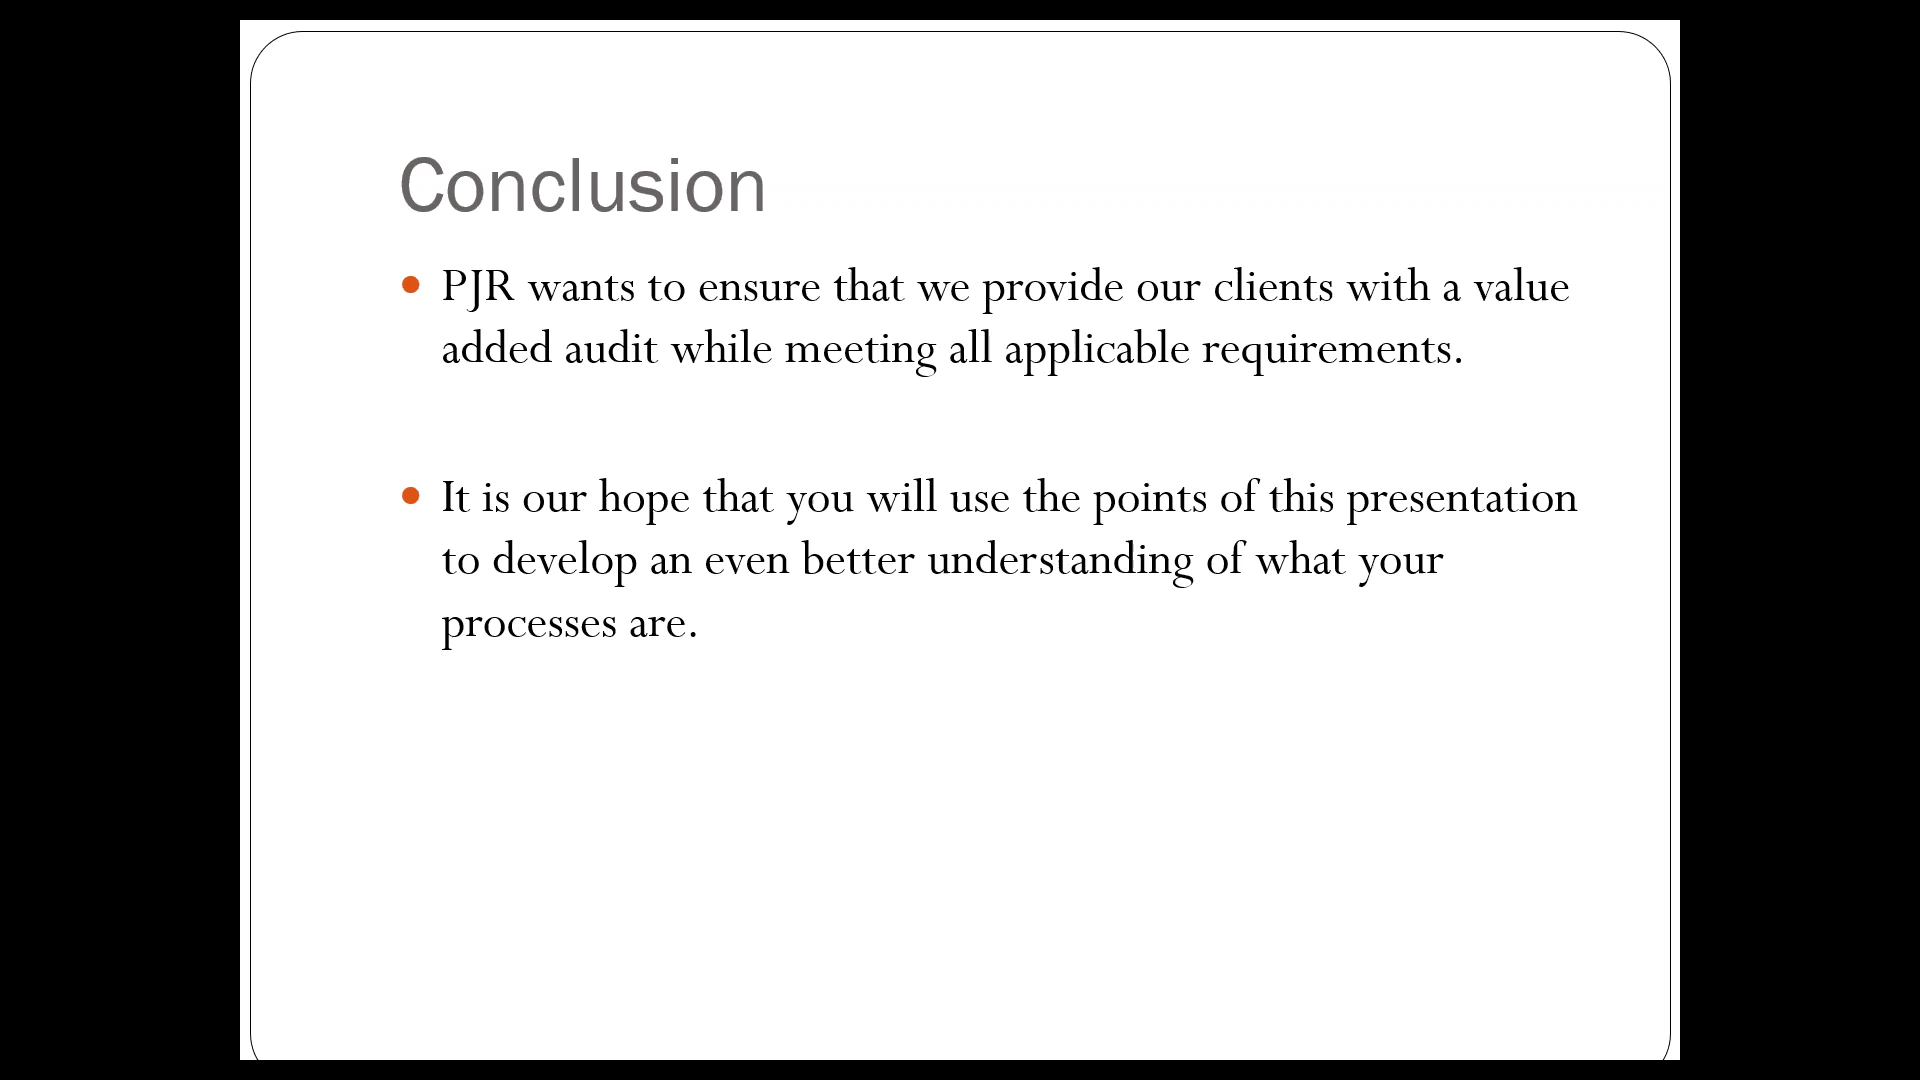 Conclusion
PJR wants to ensure that we provide our clients with a value
added audit while meeting all applicable requirements.
It is our hope that you will use the points of this presentation
to develop an even better understanding of what your
processes are.